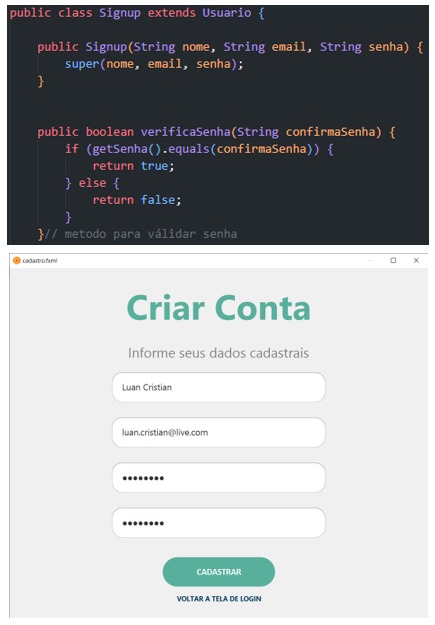 public class Signup extends Usuario {
public Signup(String nome, String email, String senha) {
super(nome, email, senha);
}
public boolean verificaSenha(String confirmaSenha) {
if (getSenha().equals(confirmaSenha)) {
return true;
} else {
return false;
}
}// metodo para válidar senha
cadastro.fxml
Criar Conta
Informe seus dados cadastrais
Luan Cristian
luan.cristian@live.com
••••••••
••••••••
CADASTRAR
VOLTAR A TELA DE LOGIN